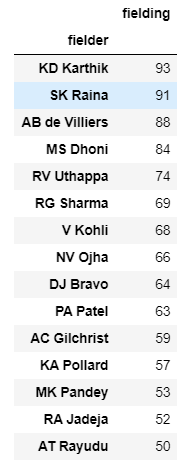 fielding
fielder
KD Karthik 93
SK Raina 91
AB de Villiers 88
MS Dhoni 84
RV Uthappa 74
RG Sharma 69
V Kohli 68
NV Ojha 66
DJ Bravo 64
PA Patel 63
AC Gilchrist 59
KA Pollard 57
MK Pandey 53
RA Jadeja 52
AT Rayudu 50